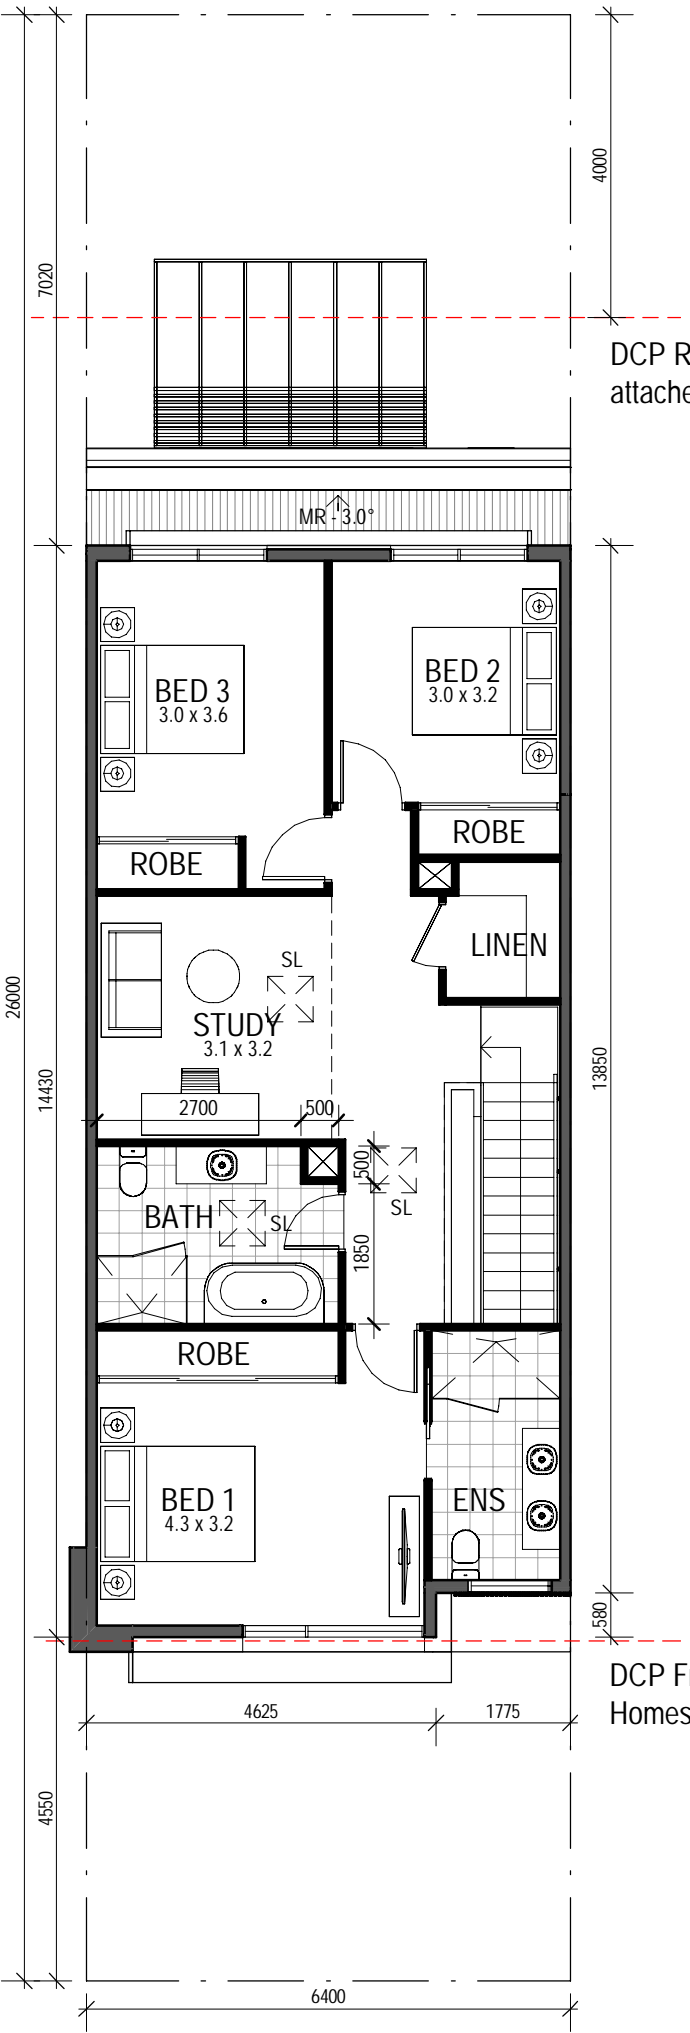 4000
7020
DCP R
attache
MR - 3.0°
BED 3
3.0 x 3.6
BED 2
3.0 x 3.2
ROBE
ROBE
LINEN
SL
STUDY
3.1 x 3.2
26000
14430
13850
2700
500
500
BATH
SL
SL
1850
ROBE
BED 1
4.3 x 3.2
ENS
580
DCP Fr
Homes
4625
1775
4550
6400